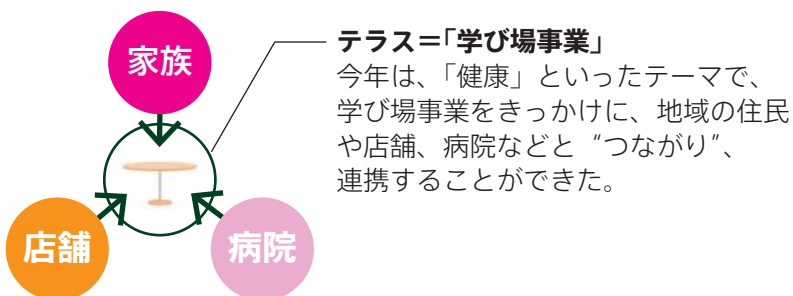 家族
テラス=「学び場事業」
今年は、「健康」といったテーマで、
学び場事業をきっかけに、地域の住民
や店舗、病院などと“つながり”、
連携することができた。
店舗
病院